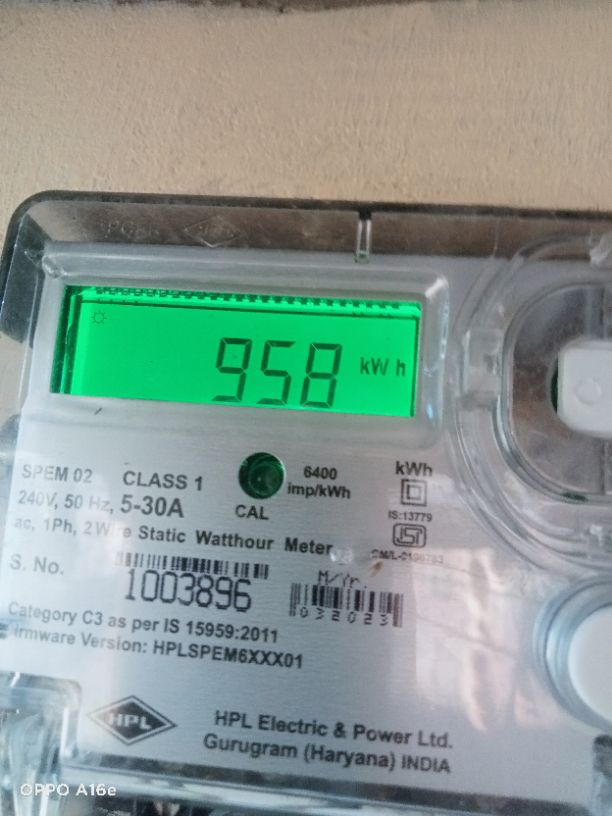 958 kWh
SPEM 02 CLASS 1
240V, 50 Hz, 5-30A
6400
imp/kWh
CAL
kWh
IS:13779
ac, 1Ph, 2 Wire Static Watthour Meter
S. No.
1003896
M/Yr.
032023
Category C3 as per IS 15959:2011
irmware Version: HPLSPEM6XXX01
HPL
HPL Electric & Power Ltd.
Gurugram (Haryana) INDIA
OPPO A16e